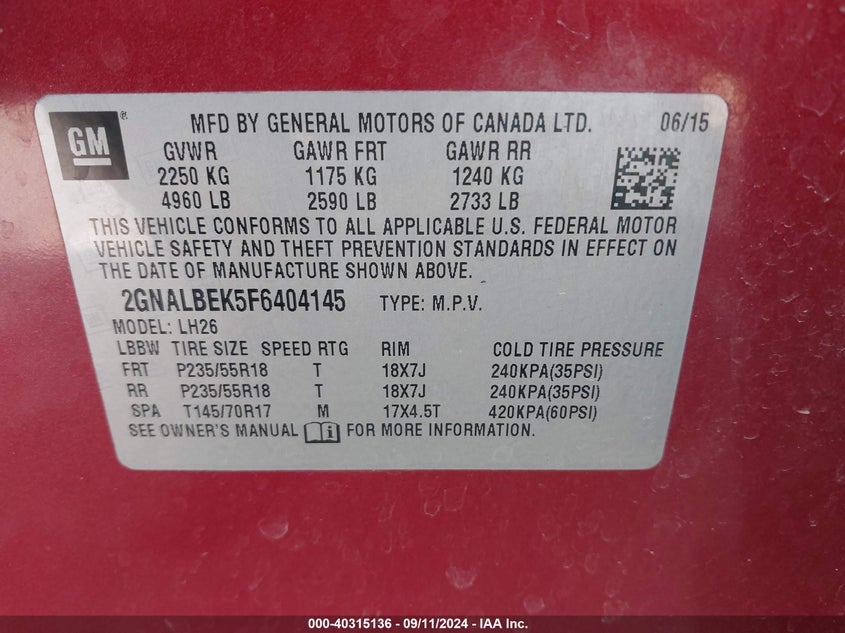 GM ®
MFD BY GENERAL MOTORS OF CANADA LTD. 06/15
GVWR GAWR FRT GAWR RR
2250 KG 1175 KG 1240 KG
4960 LB 2590 LB 2733 LB
THIS VEHICLE CONFORMS TO ALL APPLICABLE U.S. FEDERAL MOTOR
VEHICLE SAFETY AND THEFT PREVENTION STANDARDS IN EFFECT ON
THE DATE OF MANUFACTURE SHOWN ABOVE.
2GNALBEK5F6404145 TYPE: M.P.V.
MODEL: LH26
LBBW TIRE SIZE SPEED RTG RIM COLD TIRE PRESSURE
FRT P235/55R18 T 18X7J 240KPA(35PSI)
RR P235/55R18 T 18X7J 240KPA(35PSI)
SPA T145/70R17 M 17X4.5T 420KPA(60PSI)
SEE OWNER'S MANUAL i FOR MORE INFORMATION.
000-40315136 - 09/11/2024 - IAA Inc.